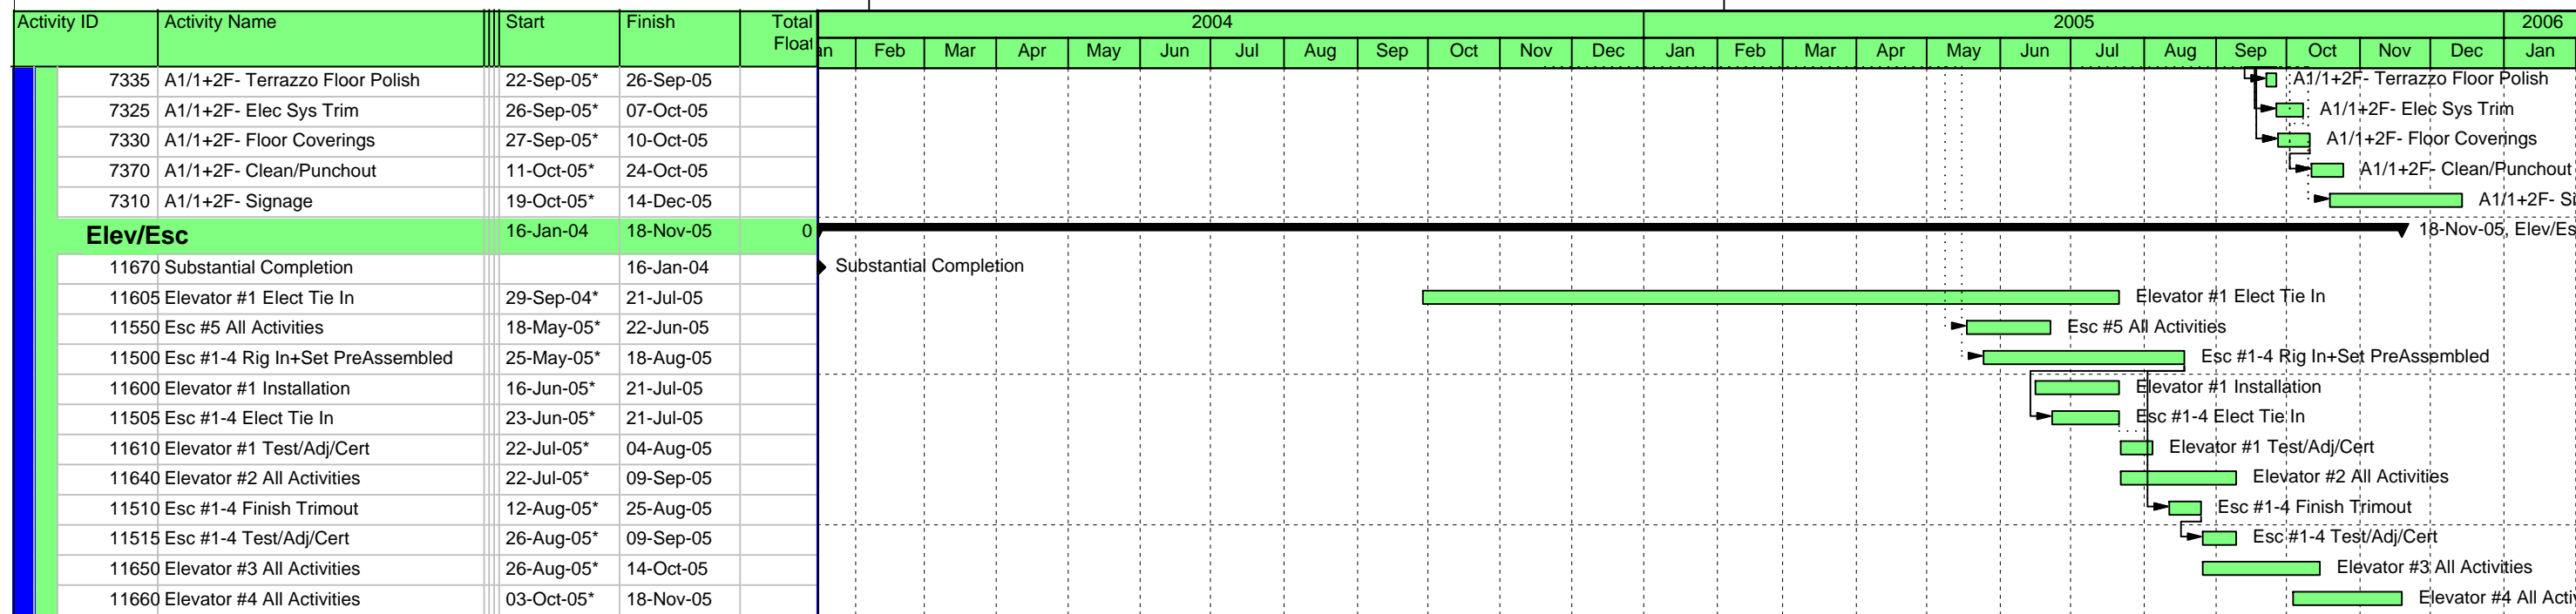 Activity ID Activity Name Start Finish Total Float 2004 2005 2006
an Feb Mar Apr May Jun Jul Aug Sep Oct Nov Dec Jan Feb Mar Apr May Jun Jul Aug Sep Oct Nov Dec Jan
7335 A1/1+2F- Terrazzo Floor Polish 22-Sep-05* 26-Sep-05 A1/1+2F- Terrazzo Floor Polish
7325 A1/1+2F- Elec Sys Trim 26-Sep-05* 07-Oct-05 A1/1+2F- Elec Sys Trim
7330 A1/1+2F- Floor Coverings 27-Sep-05* 10-Oct-05 A1/1+2F- Floor Coverings
7370 A1/1+2F- Clean/Punchout 11-Oct-05* 24-Oct-05 A1/1+2F- Clean/Punchout
7310 A1/1+2F- Signage 19-Oct-05* 14-Dec-05 A1/1+2F- Si
Elev/Esc 16-Jan-04 18-Nov-05 0 18-Nov-05, Elev/Es
11670 Substantial Completion 16-Jan-04 Substantial Completion
11605 Elevator #1 Elect Tie In 29-Sep-04* 21-Jul-05 Elevator #1 Elect Tie In
11550 Esc #5 All Activities 18-May-05* 22-Jun-05 Esc #5 All Activities
11500 Esc #1-4 Rig In+Set PreAssembled 25-May-05* 18-Aug-05 Esc #1-4 Rig In+Set PreAssembled
11600 Elevator #1 Installation 16-Jun-05* 21-Jul-05 Elevator #1 Installation
11505 Esc #1-4 Elect Tie In 23-Jun-05* 21-Jul-05 Esc #1-4 Elect Tie In
11610 Elevator #1 Test/Adj/Cert 22-Jul-05* 04-Aug-05 Elevator #1 Test/Adj/Cert
11640 Elevator #2 All Activities 22-Jul-05* 09-Sep-05 Elevator #2 All Activities
11510 Esc #1-4 Finish Trimout 12-Aug-05* 25-Aug-05 Esc #1-4 Finish Trimout
11515 Esc #1-4 Test/Adj/Cert 26-Aug-05* 09-Sep-05 Esc #1-4 Test/Adj/Cert
11650 Elevator #3 All Activities 26-Aug-05* 14-Oct-05 Elevator #3 All Activities
11660 Elevator #4 All Activities 03-Oct-05* 18-Nov-05 Elevator #4 All Activ